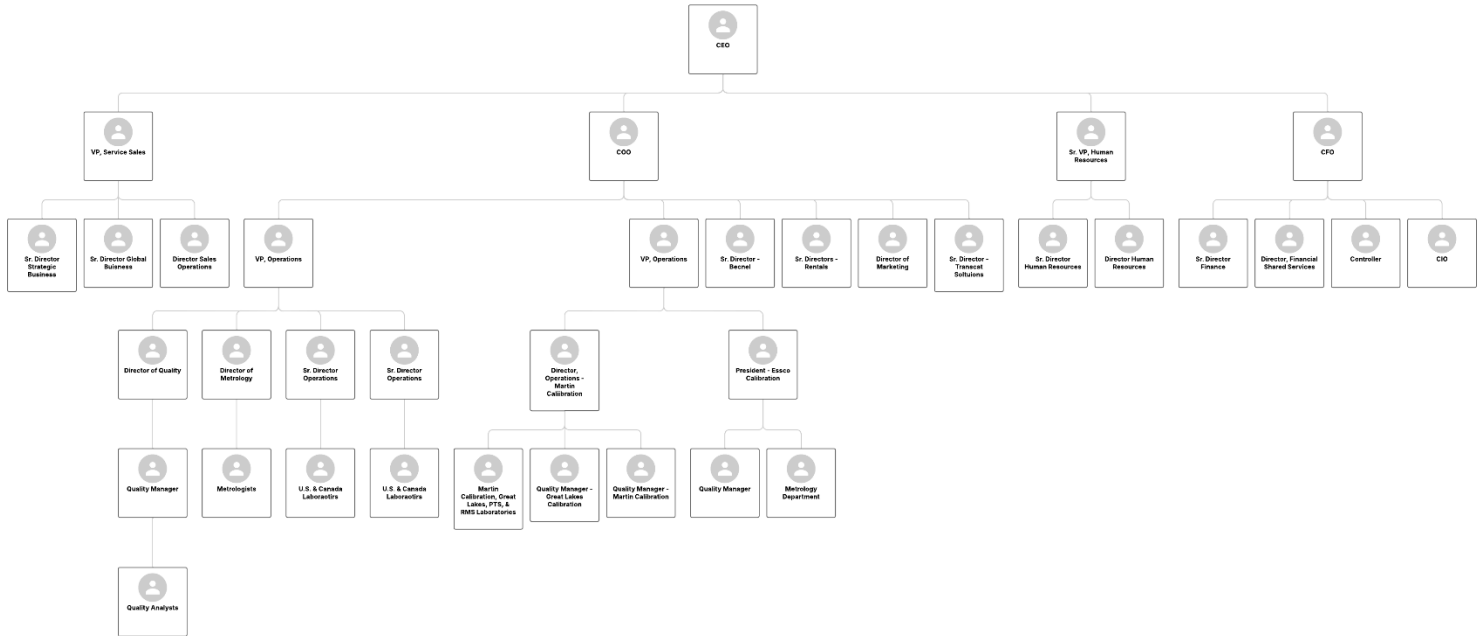 CEO
VP, Service Sales
COO
Sr. VP, Human
Resources
CFO
Sr. Director
Strategic
Business
Sr. Director Global
Buisness
Director Sales
Operations
VP, Operations
VP, Operations
Sr. Director -
Becnel
Sr. Directors -
Rentals
Director of
Marketing
Sr. Director -
Transcat
Soltuions
Sr. Director
Human Resources
Director Human
Resources
Sr. Director
Finance
Director, Financial
Shared Services
Controller
CIO
Director of Quality
Director of
Metrology
Sr. Director
Operations
Sr. Director
Operations
Director,
Operations -
Martin
Caliibration
President - Essco
Calibration
Quality Manager
Metrologists
U.S. & Canada
Laboraotirs
U.S. & Canada
Laboraotirs
Martin
Calibration, Great
Lakes, PTS, &
RMS Laboratories
Quality Manager -
Great Lakes
Calibration
Quality Manager -
Martin Calibration
Quality Manager
Metrology
Department
Quality Analysts